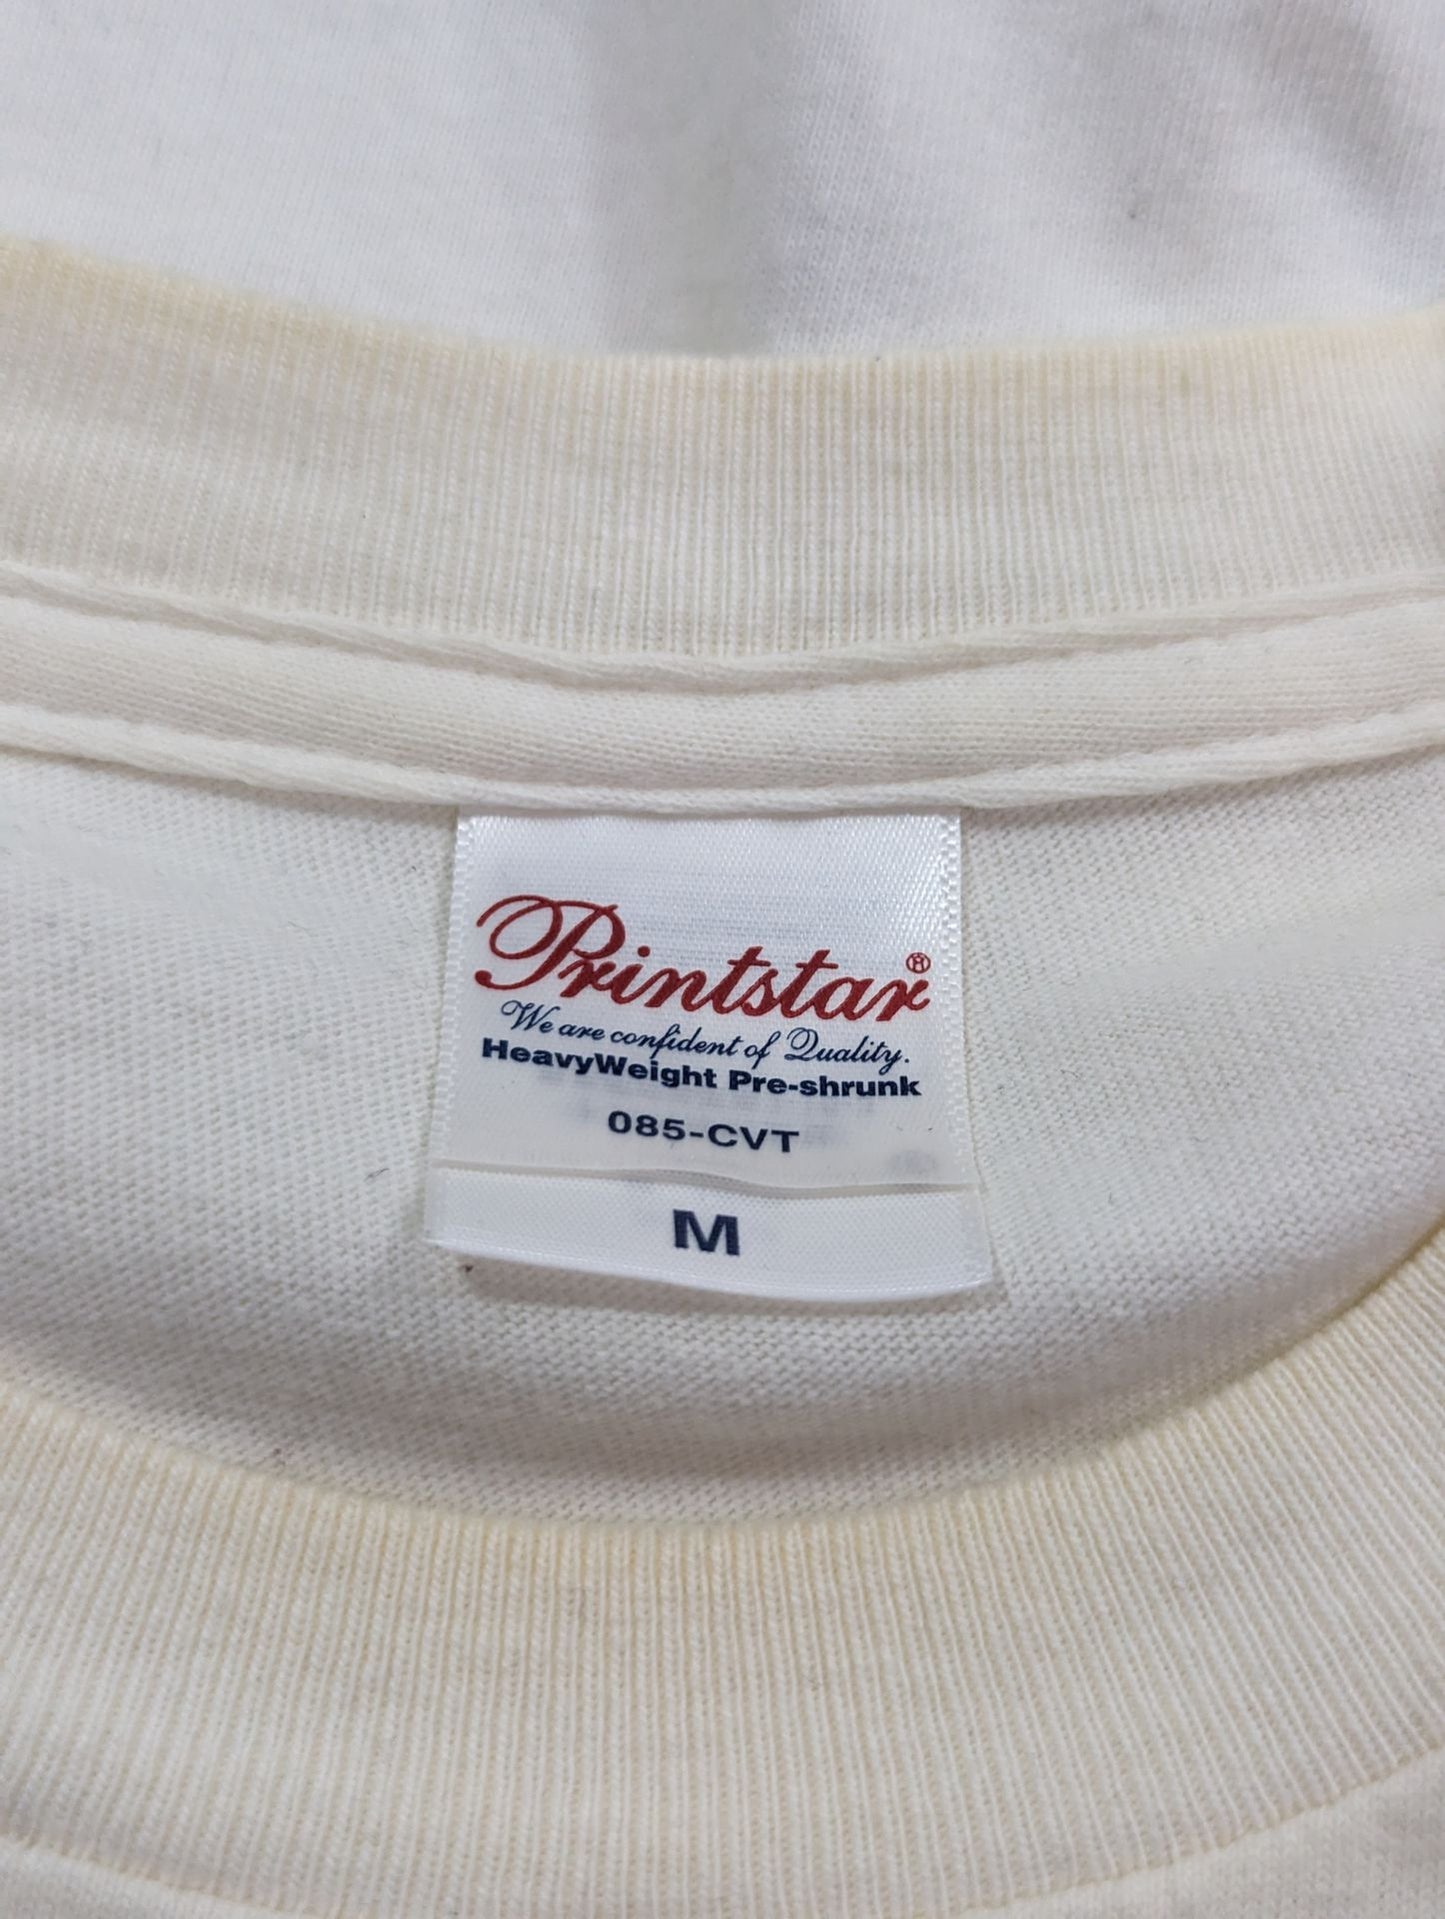 Printstar®
We are confident of Quality.
HeavyWeight Pre-shrunk
085-CVT
M